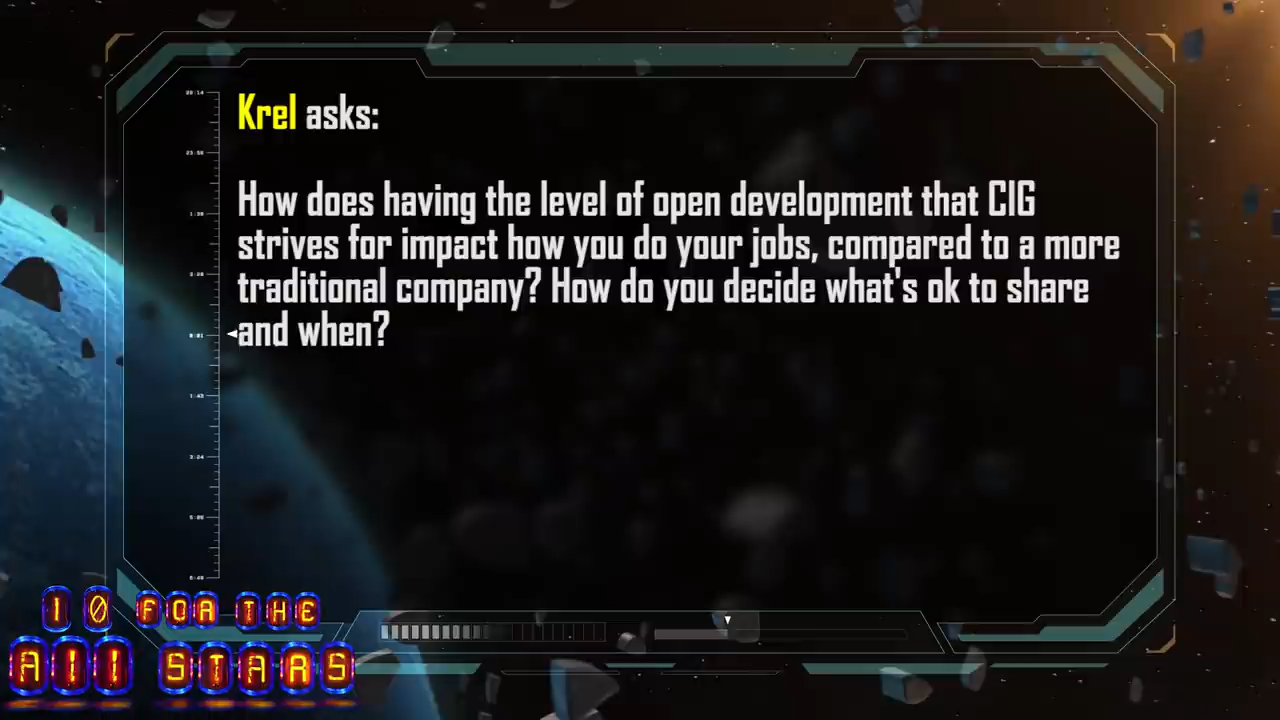 Krel asks:
How does having the level of open development that CIG
strives for impact how you do your jobs, compared to a more
traditional company? How do you decide what's ok to share
and when?
10 FOR THE
All STARS